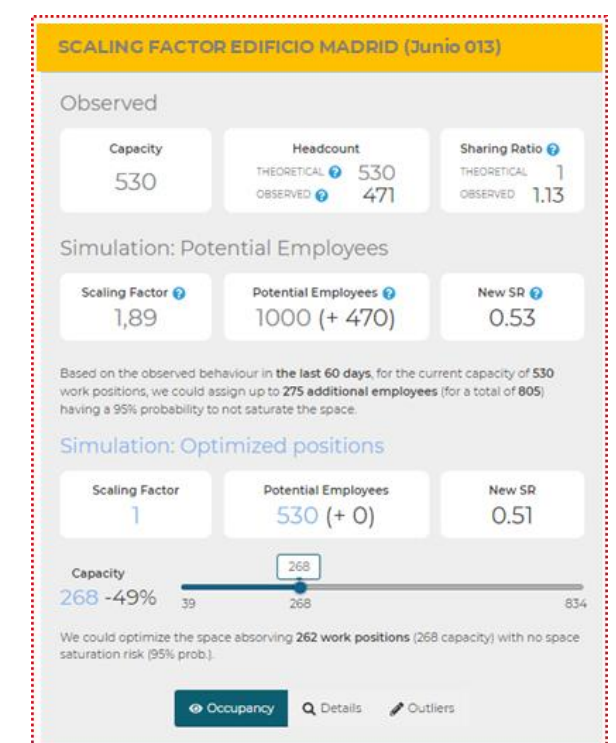 SCALING FACTOR EDIFICIO MADRID (Junio 013)
Observed
Capacity
530
Headcount
THEORETICAL ? 530
OBSERVED ? 471
Sharing Ratio ?
THEORETICAL 1
OBSERVED 1.13
Simulation: Potential Employees
Scaling Factor ?
1,89
Potential Employees ?
1000 (+ 470)
New SR ?
0.53
Based on the observed behaviour in the last 60 days, for the current capacity of 530
work positions, we could assign up to 275 additional employees (for a total of 805)
having a 95% probability to not saturate the space.
Simulation: Optimized positions
Scaling Factor
1
Potential Employees
530 (+ 0)
New SR
0.51
Capacity
268 -49%
268
39
268
834
We could optimize the space absorving 262 work positions (268 capacity) with no space
saturation risk (95% prob.).
Occupancy
Details
Outliers